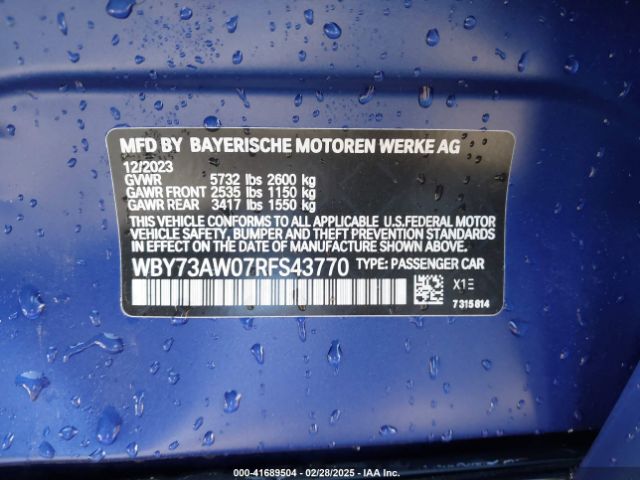 MFD BY BAYERISCHE MOTOREN WERKE AG
12/2023
GVWR 5732 lbs 2600 kg
GAWR FRONT 2535 lbs 1150 kg
GAWR REAR 3417 lbs 1550 kg
THIS VEHICLE CONFORMS TO ALL APPLICABLE U.S.FEDERAL MOTOR
VEHICLE SAFETY, BUMPER AND THEFT PREVENTION STANDARDS
IN EFFECT ON THE DATE OF MANUFACTURE SHOWN ABOVE.
WBY73AW07RFS43770 TYPE: PASSENGER CAR
X1E
7315814
000-41689504 - 02/28/2025 - IAA Inc.